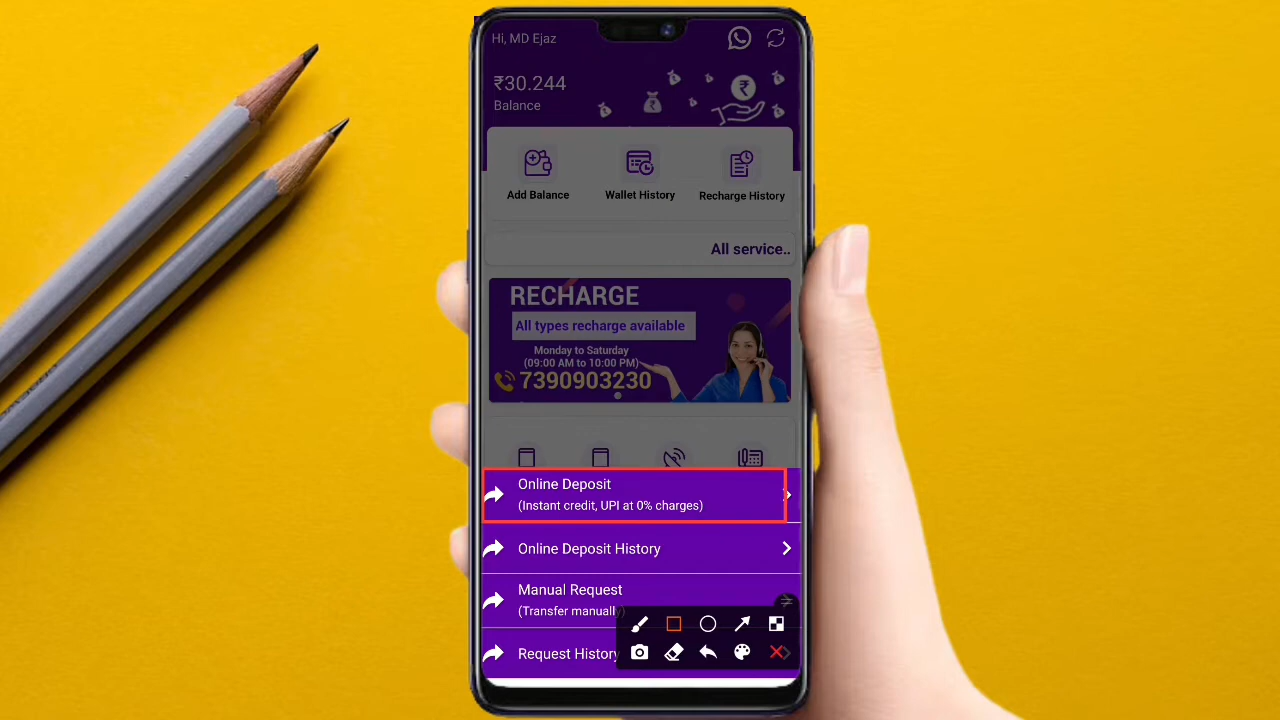 Hi, MD Ejaz
₹30.244
Balance
Add Balance
Wallet History
Recharge History
All service..
RECHARGE
All types recharge available
Monday to Saturday
(09:00 AM to 10:00 PM)
7390903230
Online Deposit
(Instant credit, UPI at 0% charges)
Online Deposit History
Manual Request
(Transfer manually)
Request History